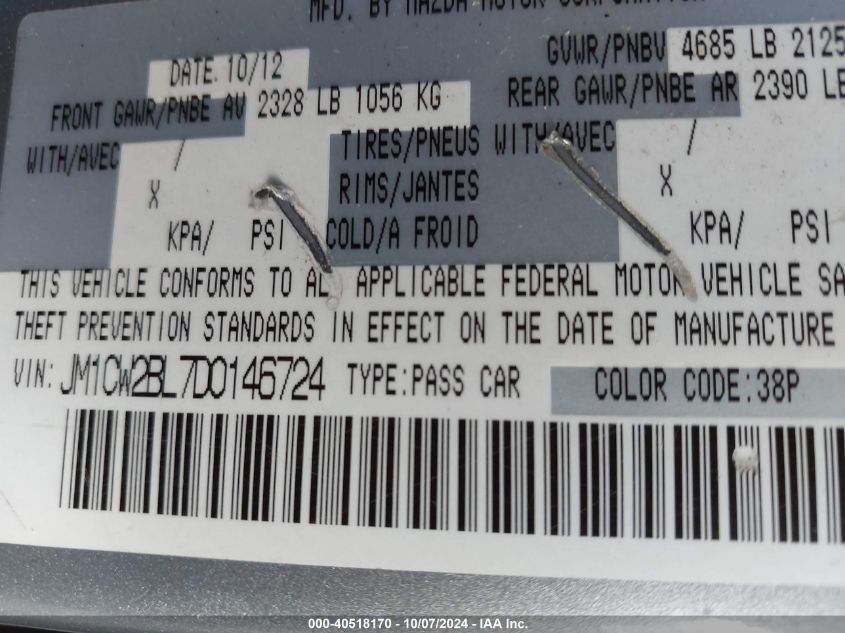 MFD. BY MAZDA MOTOR CORPORATION
GVWR/PNBV 4685 LB 2125
DATE 10/12
FRONT GAWR/PNBE AV 2328 LB 1056 KG
REAR GAWR/PNBE AR 2390 LB
WITH/AVEC /
TIRES/PNEUS WITH/AVEC /
X
RIMS/JANTES
X
KPA/ PSI
COLD/A FROID
KPA/ PSI
THIS VEHICLE CONFORMS TO ALL APPLICABLE FEDERAL MOTOR VEHICLE SA
THEFT PREVENTION STANDARDS IN EFFECT ON THE DATE OF MANUFACTURE
VIN: JM1CW2BL7D0146724 TYPE:PASS CAR COLOR CODE:38P
000-40518170 - 10/07/2024 - IAA Inc.